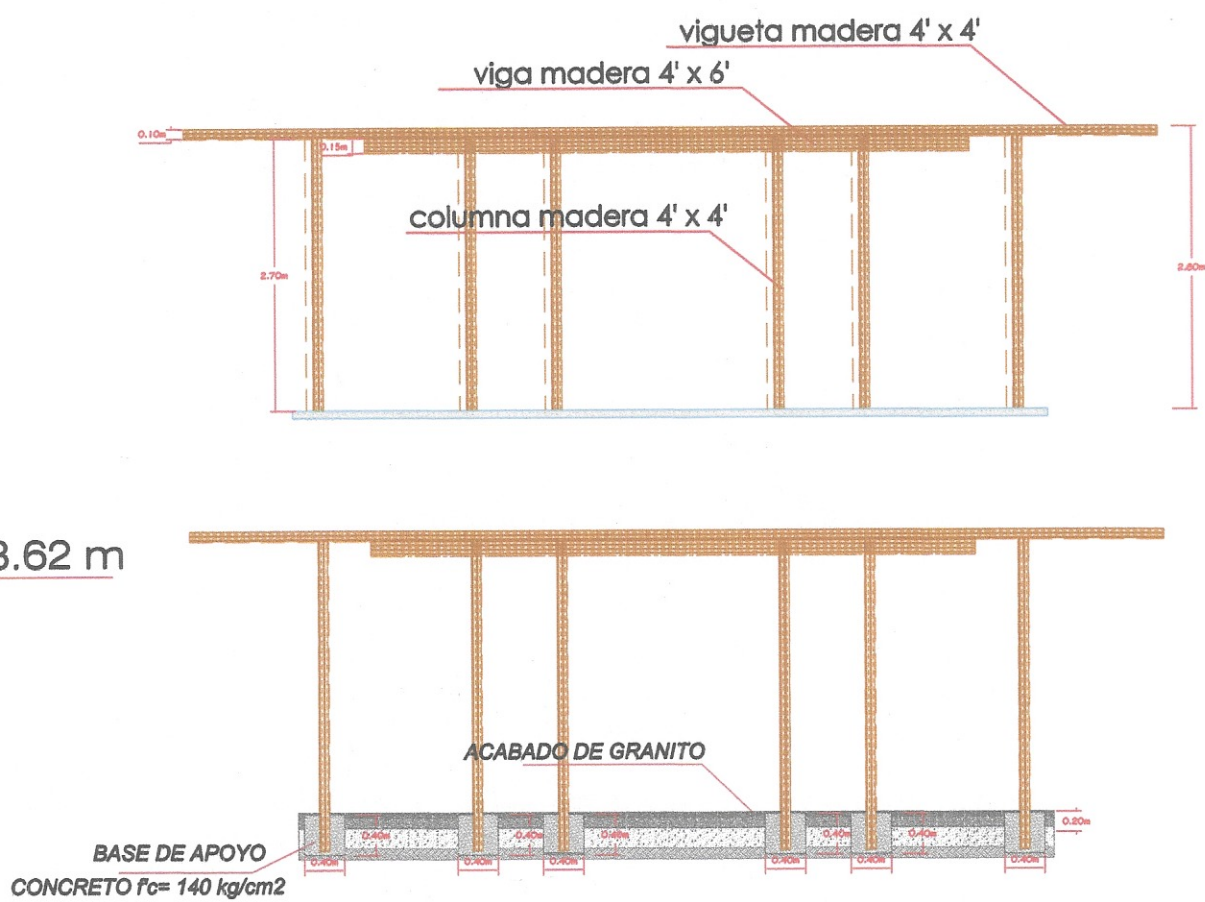 vigueta madera 4' x 4'
viga madera 4' x 6'
0.10m
0.15m
columna madera 4' x 4'
2.70m
2.80m
3.62 m
ACABADO DE GRANITO
0.40m 0.40m 0.40m 0.40m 0.40m 0.20m
BASE DE APOYO
0.40m 0.40m 0.40m 0.40m 0.40m 0.40m
CONCRETO f'c= 140 kg/cm2